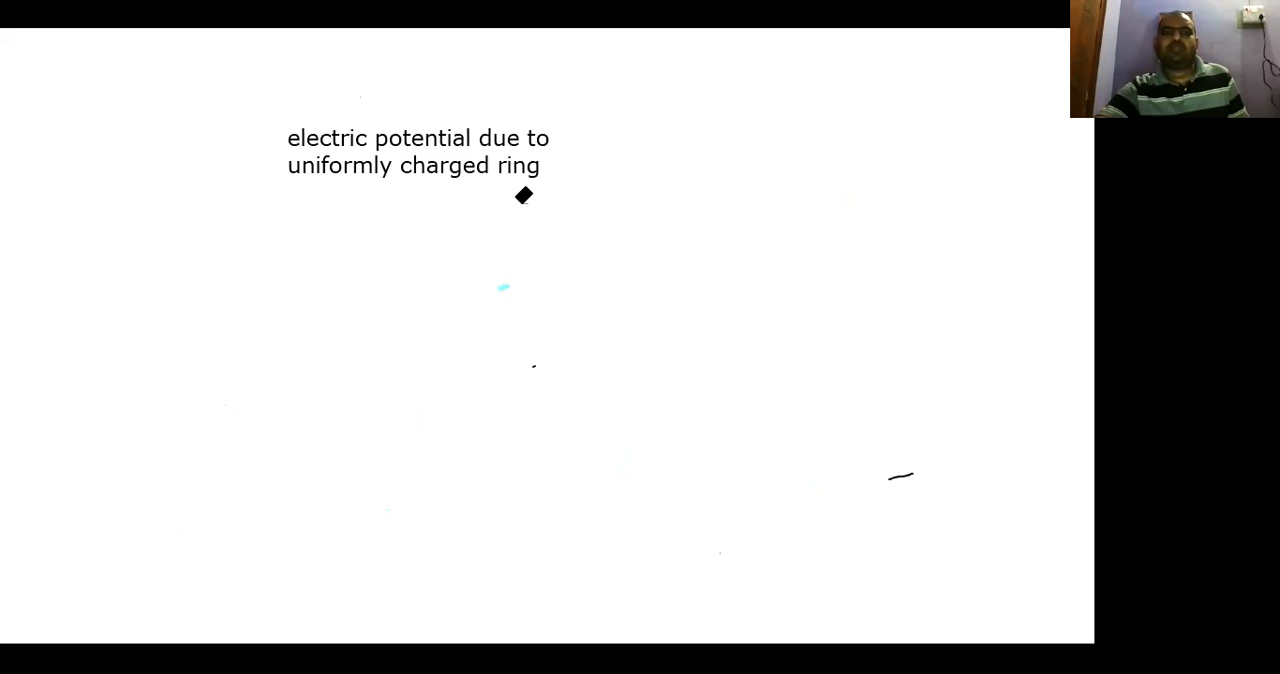 electric potential due to
uniformly charged ring